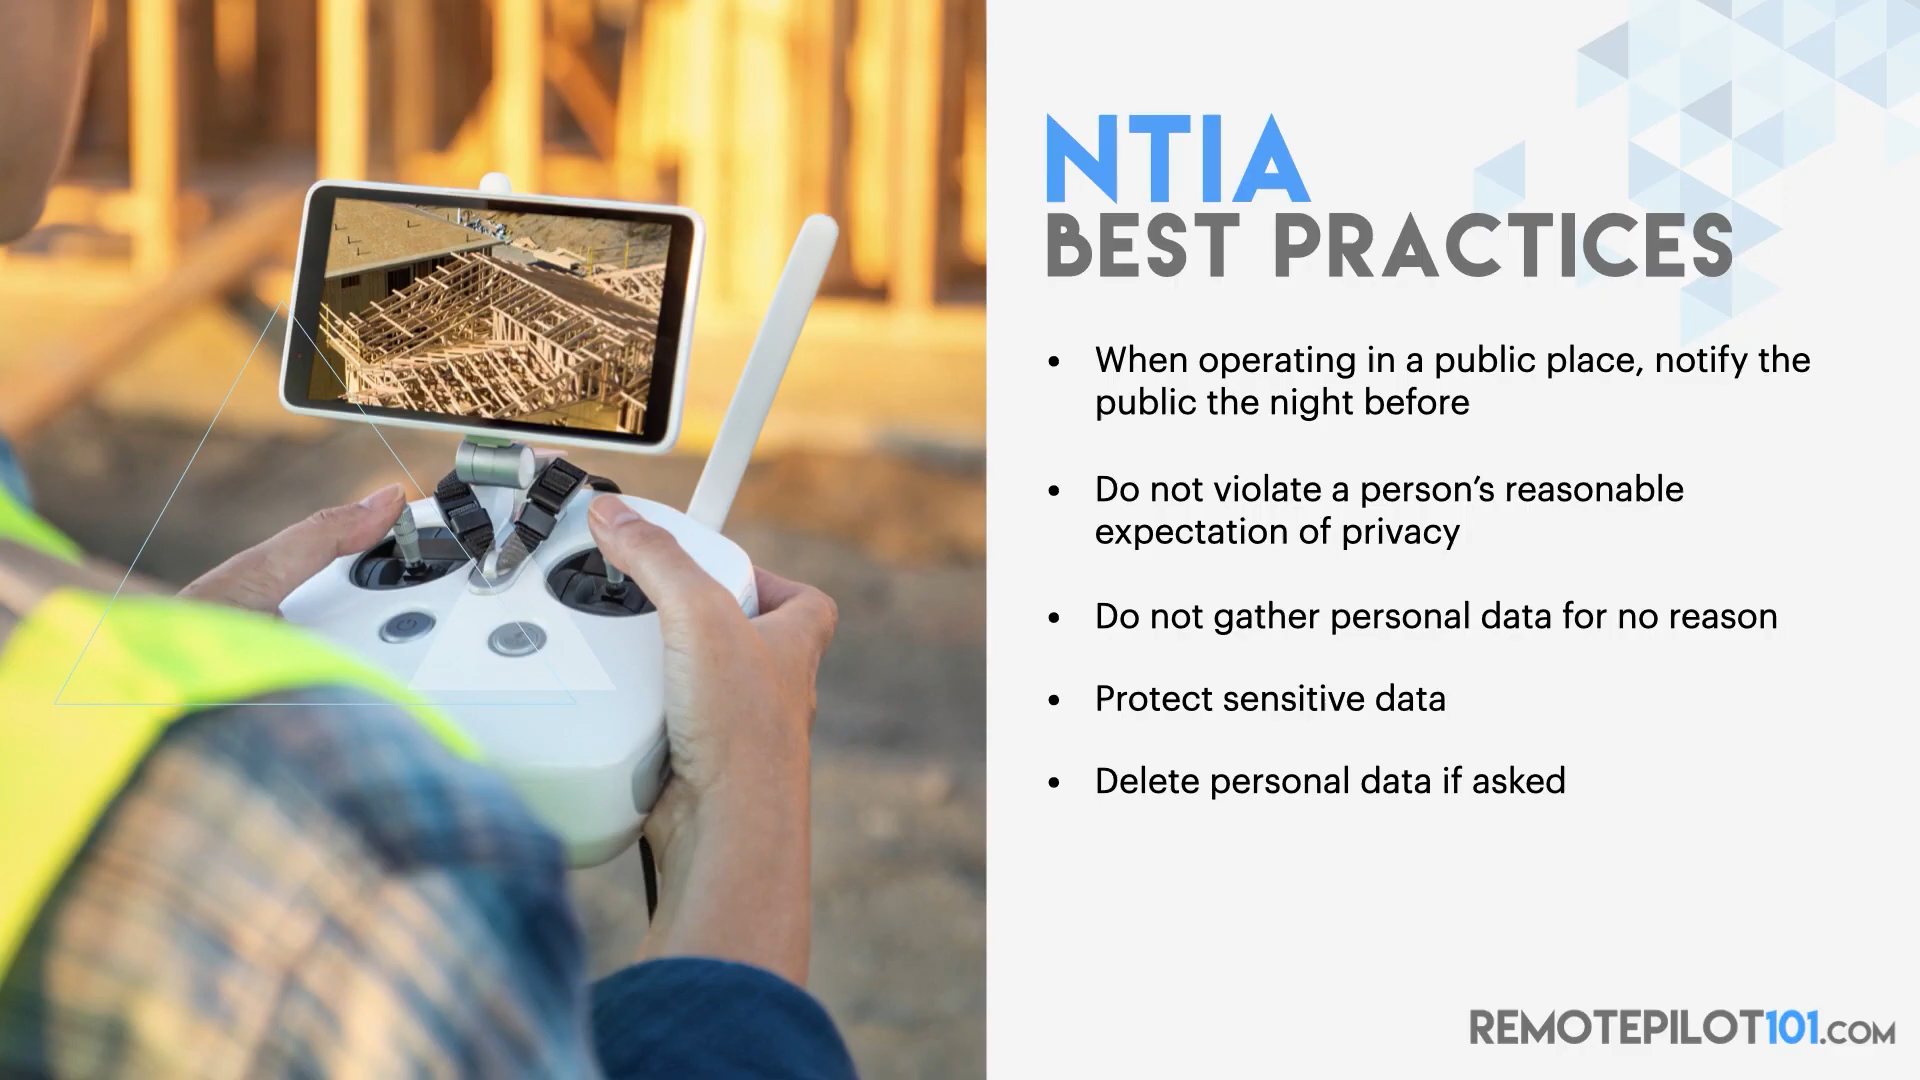 NTIA
BEST PRACTICES
• When operating in a public place, notify the
public the night before
• Do not violate a person’s reasonable
expectation of privacy
• Do not gather personal data for no reason
• Protect sensitive data
• Delete personal data if asked
REMOTEPILOT101.COM